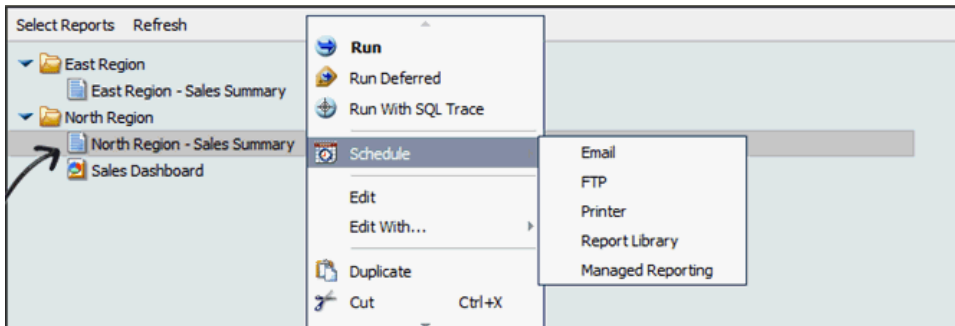 Select Reports Refresh
East Region
East Region - Sales Summary
North Region
North Region - Sales Summary
Sales Dashboard
Run
Run Deferred
Run With SQL Trace
Schedule
Edit
Edit With...
Duplicate
Cut Ctrl+X
Email
FTP
Printer
Report Library
Managed Reporting